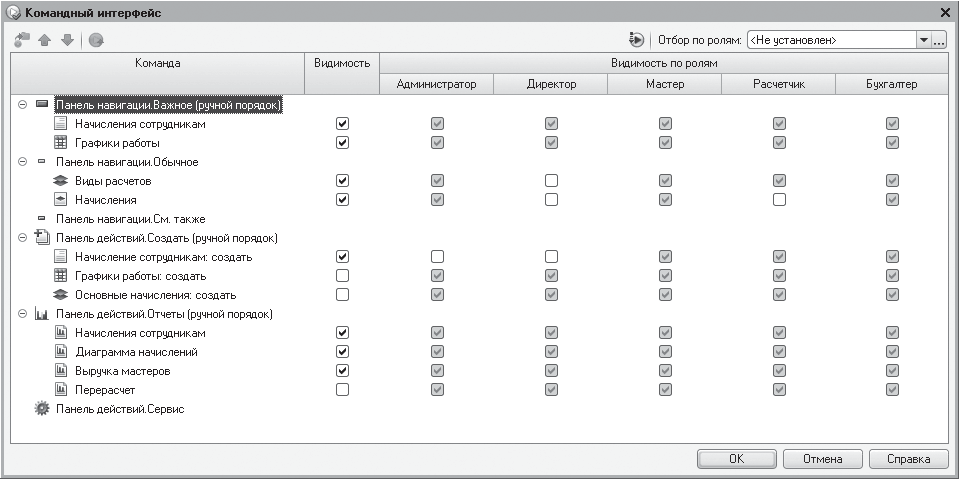 Командный интерфейс
Отбор по ролям: <Не установлен>
Команда Видимость Видимость по ролям
Администратор Директор Мастер Расчетчик Бухгалтер
Панель навигации.Важное (ручной порядок)
Начисления сотрудникам
Графики работы
Панель навигации.Обычное
Виды расчетов
Начисления
Панель навигации.См. также
Панель действий.Создать (ручной порядок)
Начисление сотрудникам: создать
Графики работы: создать
Основные начисления: создать
Панель действий.Отчеты (ручной порядок)
Начисления сотрудникам
Диаграмма начислений
Выручка мастеров
Перерасчет
Панель действий.Сервис
OK Отмена Справка